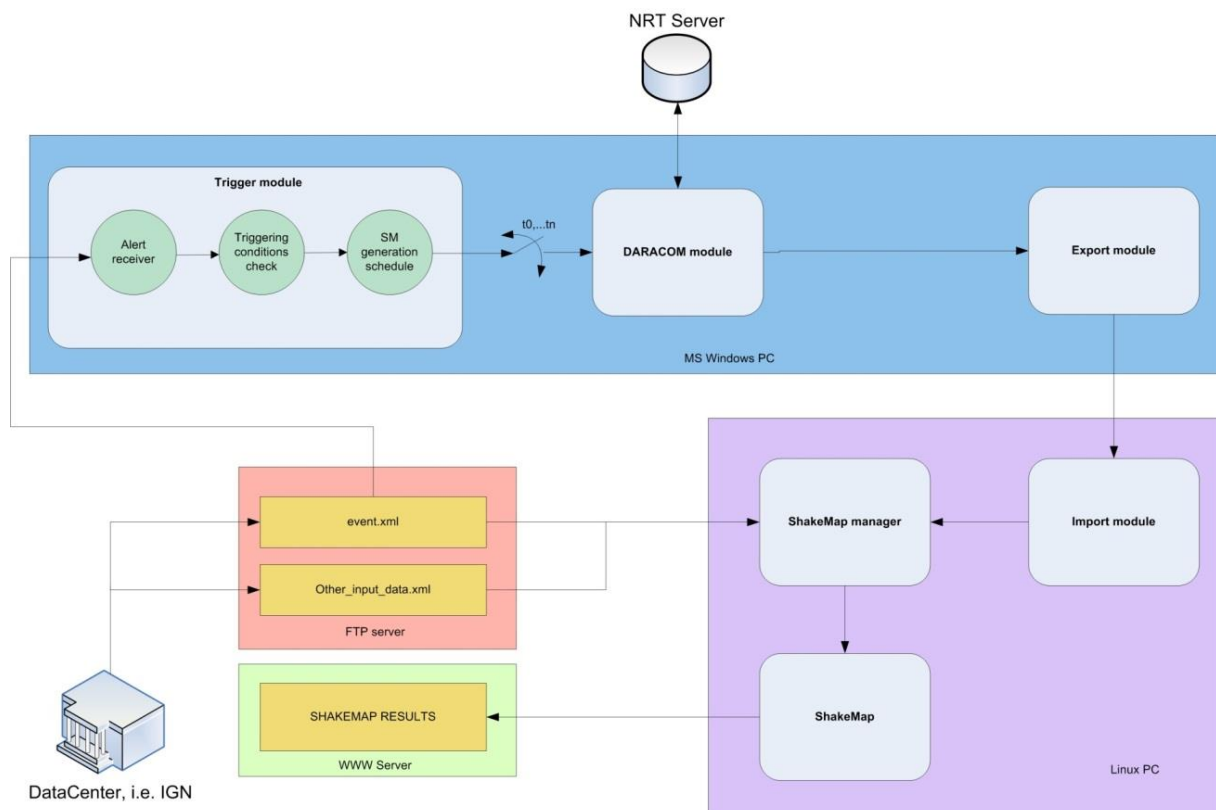 NRT Server
Trigger module
Alert
receiver
Triggering
conditions
check
SM
generation
schedule
t0,...tn
DARACOM module
Export module
MS Windows PC
event.xml
Other_input_data.xml
FTP server
ShakeMap manager
Import module
SHAKEMAP RESULTS
WWW Server
ShakeMap
Linux PC
DataCenter, i.e. IGN